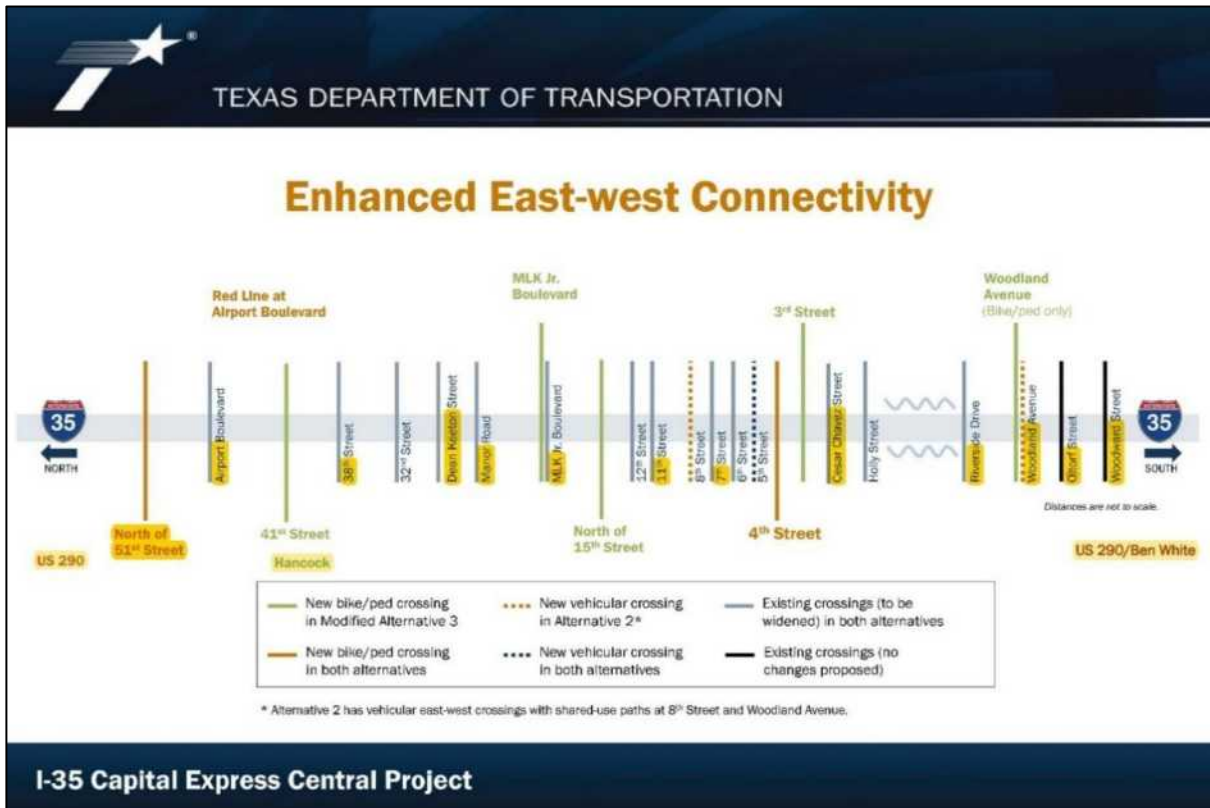 ®
TEXAS DEPARTMENT OF TRANSPORTATION
Enhanced East-west Connectivity
Red Line at
Airport Boulevard
MLK Jr.
Boulevard
3rd Street
Woodland
Avenue
(Bike/ped only)
35
NORTH
Airport Boulevard
38th Street
32nd Street
Dean Keeton Street
Manor Road
MLK Jr. Boulevard
12th Street
11st Street
8th Street
7th Street
6th Street
5th Street
Cesar Chavez Street
Holly Street
Riverside Drive
Woodland Avenue
Oltorf Street
Woodward Street
35
SOUTH
Distances are not to scale.
North of
51st Street
41st Street
North of
15th Street
4th Street
US 290
Hancock
US 290/Ben White
New bike/ped crossing
in Modified Alternative 3
New vehicular crossing
in Alternative 2*
Existing crossings (to be
widened) in both alternatives
New bike/ped crossing
in both alternatives
New vehicular crossing
in both alternatives
Existing crossings (no
changes proposed)
* Alternative 2 has vehicular east-west crossings with shared-use paths at 8th Street and Woodland Avenue.
I-35 Capital Express Central Project